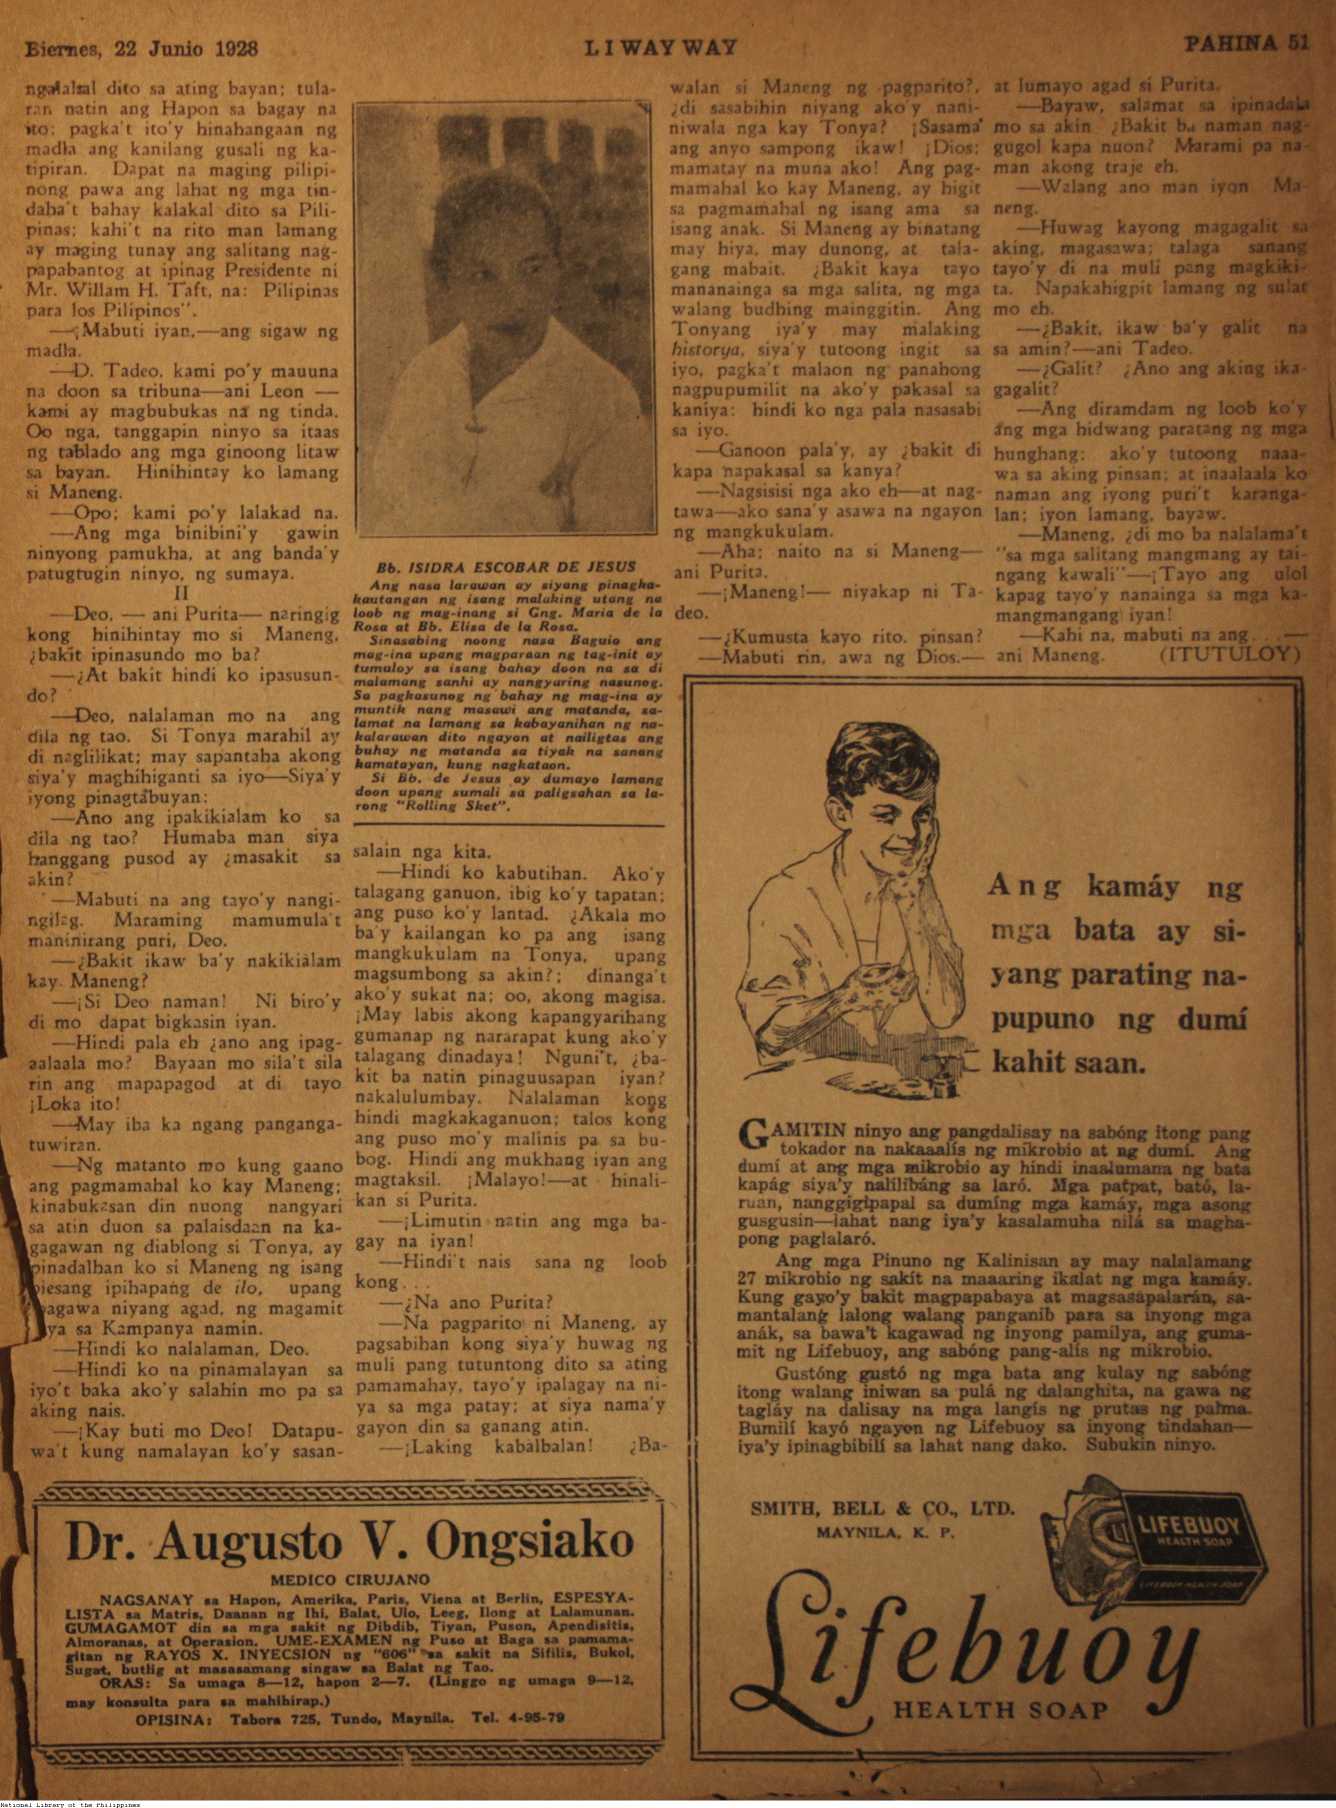 Biernes, 22 Junio 1928
LIWAYWAY
PAHINA 51
ngalakal dito sa ating bayan; tula-
ran natin ang Hapon sa bagay na
ito; pagka't ito'y hinahangaan ng
madla ang kanilang gusali ng ka-
tipiran. Dapat na maging pilipi-
nong pawa ang lahat ng mga tin-
daha't bahay kalakal dito sa Pili-
pinas; kahi't na rito man lamang
ay maging tunay ang salitang nag-
papabantog at ipinag Presidente ni
Mr. Willam H. Taft, na: Pilipinas
para los Pilipinos".
—¡Mabuti iyan,—ang sigaw ng
madla.
—D. Tadeo, kami po'y mauuna
na doon sa tribuna—ani Leon —
kami ay magbubukas na ng tinda.
Oo nga, tanggapin ninyo sa itaas
ng tablado ang mga ginoong litaw
sa bayan. Hinihintay ko lamang
si Maneng.
—Opo; kami po'y lalakad na.
—Ang mga binibini'y gawin
ninyong pamukha, at ang banda'y
patugtugin ninyo, ng sumaya.
II
—Deo, — ani Purita— naringig
kong hinihintay mo si Maneng,
¿bakit ipinasundo mo ba?
—¿At bakit hindi ko ipasusun-
do?
—Deo, nalalaman mo na ang
dila ng tao. Si Tonya marahil ay
di naglilikat; may sapantaha akong
siya'y maghihiganti sa iyo—Siya'y
iyong pinagtabuyan;
—Ano ang ipakikialam ko sa
dila ng tao? Humaba man siya
hanggang pusod ay ¿masakit sa
akin?
—Mabuti na ang tayo'y nangi-
ngilag. Maraming mamumula't
maninirang puri, Deo.
—¿Bakit ikaw ba'y nakikialam
kay Maneng?
—¡Si Deo naman! Ni biro'y
di mo dapat bigkasin iyan.
—Hindi pala eh ¿ano ang ipag-
aalaala mo? Bayaan mo sila't sila
rin ang mapapagod at di tayo
¡Loka ito!
—May iba ka ngang panganga-
tuwiran.
—Ng matanto mo kung gaano
ang pagmamahal ko kay Maneng;
kinabukasan din nuong nangyari
sa atin duon sa palaisdaan na ka-
gagawan ng diablong si Tonya, ay
pinadalhan ko si Maneng ng isang
piesang ipihapang de ilo, upang
pagawa niyang agad, ng magamit
ya sa Kampanya namin.
—Hindi ko nalalaman, Deo.
—Hindi ko na pinamalayan sa
iyo't baka ako'y salahin mo pa sa
aking nais.
—¡Kay buti mo Deo! Datapu-
wa't kung namalayan ko'y sasan-
Bb. ISIDRA ESCOBAR DE JESUS
Ang nasa larawan ay siyang pinagka-
kautangan ng isang malaking utang na
loob ng mag-inang si Gng. Maria de la
Rosa at Bb. Elisa de la Rosa.
Sinasabing noong nasa Baguio ang
mag-ina upang magparaan ng tag-init ay
tumuloy sa isang bahay doon na sa di
malamang sanhi ay nangyaring nasunog.
Sa pagkasunog ng bahay ng mag-ina ay
muntik nang masawi ang matanda, sa-
lamat na lamang sa kabayanihan ng na-
kalarawan dito ngayon at nailigtas ang
buhay ng matanda sa tiyak na sanang
kamatayan, kung nagkataon.
Si Bb. de Jesus ay dumayo lamang
doon upang sumali sa paligsahan sa la-
rong "Rolling Sket".
salain nga kita.
—Hindi ko kabutihan. Ako'y
talagang ganuon, ibig ko'y tapatan;
ang puso ko'y lantad. ¿Akala mo
ba'y kailangan ko pa ang isang
mangkukulam na Tonya, upang
magsumbong sa akin?; dinanga't
ako'y sukat na; oo, akong magisa.
¡May labis akong kapangyarihang
gumanap ng nararapat kung ako'y
talagang dinadaya! Nguni't, ¿ba-
kit ba natin pinaguusapan iyan?
nakalulumbay. Nalalaman kong
hindi magkakaganuon; talos kong
ang puso mo'y malinis pa sa bu-
bog. Hindi ang mukhang iyan ang
magtaksil. ¡Malayo!—at hinali-
kan si Purita.
—¡Limutin natin ang mga ba-
gay na iyan!
—Hindi't nais sana ng loob
kong...
—¿Na ano Purita?
—Na pagparito ni Maneng, ay
pagsabihan kong siya'y huwag ng
muli pang tutuntong dito sa ating
pamamahay, tayo'y ipalagay na ni-
ya sa mga patay; at siya nama'y
gayon din sa ganang atin.
—¡Laking kabalbalan! ¿Ba-
walan si Maneng ng pagparito?,
¿di sasabihin niyang ako'y nani-
niwala nga kay Tonya? ¡Sasama
ang anyo sampong ikaw! ¡Dios;
mamatay na muna ako! Ang pag-
mamahal ko kay Maneng, ay higit
sa pagmamahal ng isang ama sa
isang anak. Si Maneng ay binatang
may hiya, may dunong, at tala-
gang mabait. ¿Bakit kaya tayo
mananainga sa mga salita, ng mga
walang budhing mainggitin. Ang
Tonyang iya'y may malaking
historya, siya'y tutoong ingit sa
iyo, pagka't malaon ng panahong
nagpupumilit na ako'y pakasal sa
kaniya: hindi ko nga pala nasasabi
sa iyo.
—Ganoon pala'y, ay ¿bakit di
kapa napakasal sa kanya?
—Nagsisisi nga ako eh—at nag-
tawa—ako sana'y asawa na ngayon
ng mangkukulam.
—Aha; naito na si Maneng—
ani Purita.
—¡Maneng!— niyakap ni Ta-
deo.
—¿Kumusta kayo rito, pinsan?
—Mabuti rin, awa ng Dios.—
at lumayo agad si Purita.
—Bayaw, salamat sa ipinadala
mo sa akin ¿Bakit ba naman nag-
gugol kapa nuon? Marami pa na-
man akong traje eh.
—Walang ano man iyon Ma-
neng.
—Huwag kayong magagalit sa
aking, magasawa; talaga sanang
tayo'y di na muli pang magkiki-
ta. Napakahigpit lamang ng sulat
mo eh.
—¿Bakit, ikaw ba'y galit na
sa amin?—ani Tadeo.
—¿Galit? ¿Ano ang aking ika-
gagalit?
—Ang diramdam ng loob ko'y
ang mga bidwang paratang ng mga
hunghang; ako'y tutoong naaa-
wa sa aking pinsan; at inaalaala ko
naman ang iyong puri't karanga-
lan; iyon lamang, bayaw.
—Maneng, ¿di mo ba nalalama't
"sa mga salitang mangmang ay tai-
ngang kawali"—¡Tayo ang ulol
kapag tayo'y nanainga sa mga ka-
mangmangang iyan!
—Kahi na, mabuti na ang...—
ani Maneng. (ITUTULOY)
Ang kamáy ng
mga bata ay si-
yang parating na-
pupuno ng dumí
kahit saan.
GAMITIN ninyo ang pangdalisay na sabóng itong pang
tokador na nakaaalís ng mikrobio at ng dumí. Ang
dumí at ang mga mikrobio ay hindi inaalumana ng bata
kapág siya'y nalilibáng sa laró. Mga patpat, bató, la-
ruan, nanggigipapal sa dumíng mga kamáy, mga asong
gusgusin—lahat nang iya'y kasalamuha nilá sa magha-
pong paglalaró.
Ang mga Pinuno ng Kalinisan ay may nalalamang
27 mikrobio ng sakít na maaaring ikalat ng mga kamáy.
Kung gayo'y bakit magpapabaya at magsasapalarán, sa-
mantalang lalong walang panganib para sa inyong mga
anák, sa bawa't kagawad ng inyong pamilya, ang guma-
mit ng Lifebuoy, ang sabóng pang-alis ng mikrobio.
Gustóng gustó ng mga bata ang kulay ng sabóng
itong walang iniwan sa pulá ng dalanghita, na gawa ng
tagláy na dalisay na mga langís ng prutas ng palma.
Bumilí kayó ngayon ng Lifebuoy sa inyong tindahan—
iya'y ipinagbibilí sa lahat nang dako. Subukin ninyo.
SMITH, BELL & CO., LTD.
MAYNILA, K. P.
LIFEBUOY
HEALTH SOAP
LIFEBUOY HEALTH SOAP
Lifebuoy
HEALTH SOAP
Dr. Augusto V. Ongsiako
MEDICO CIRUJANO
NAGSANAY sa Hapon, Amerika, Paris, Viena at Berlin, ESPESYA-
LISTA sa Matris, Daanan ng Ihi, Balat, Ulo, Leeg, Ilong at Lalamunan.
GUMAGAMOT din sa mga sakit ng Dibdib, Tiyan, Puson, Apendisitis,
Almoranas, at Operasion. UME-EXAMEN ng Puso at Baga sa pamama-
gitan ng RAYOS X. INYECSION ng "606" sa sakit na Sifilis, Bukol,
Sugat, butlig at masasamang singaw sa Balat ng Tao.
ORAS: Sa umaga 8—12, hapon 2—7. (Linggo ng umaga 9—12,
may konsulta para sa mahihirap.)
OPISINA: Tabora 725, Tundo, Maynila. Tel. 4-95-79
National Library of the Philippines